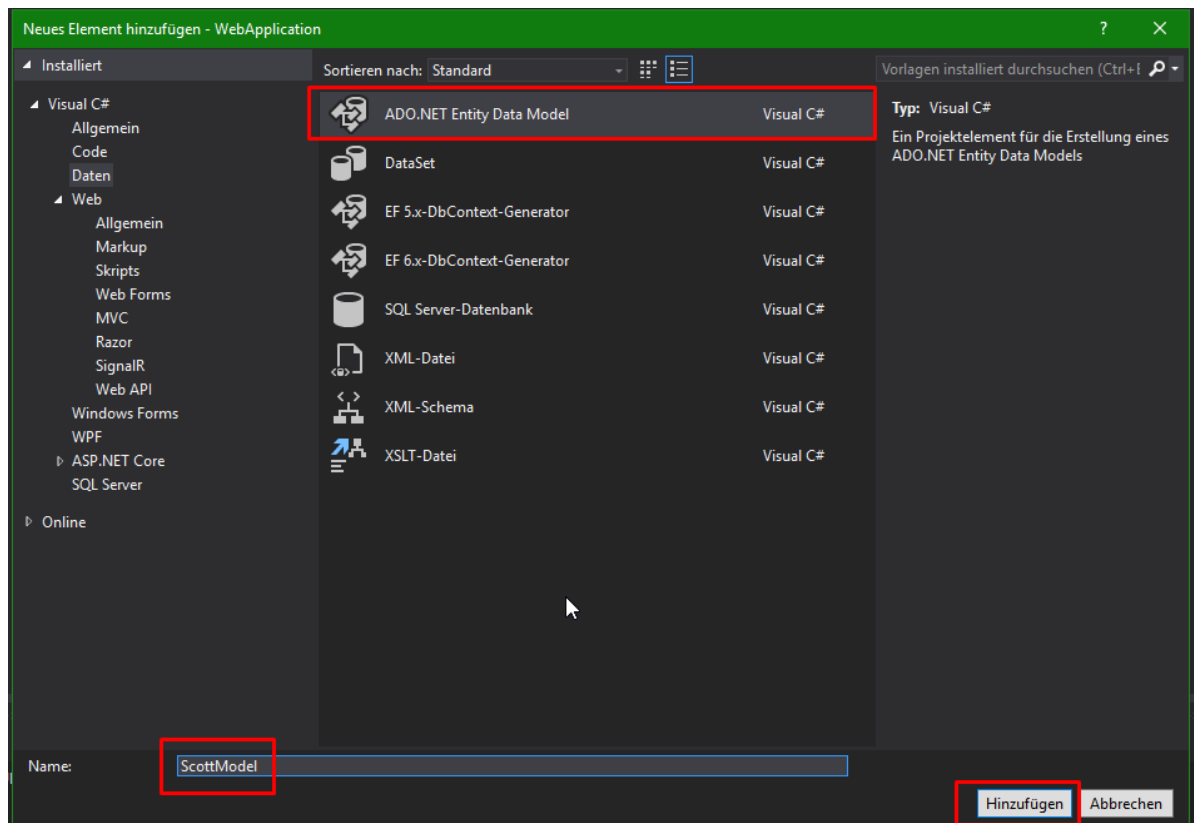 Neues Element hinzufügen - WebApplication
Installiert
Sortieren nach: Standard
Vorlagen installiert durchsuchen (Ctrl+E
Visual C#
Allgemein
Code
Daten
Web
Allgemein
Markup
Skripts
Web Forms
MVC
Razor
SignalR
Web API
Windows Forms
WPF
ASP.NET Core
SQL Server
Online
ADO.NET Entity Data Model Visual C#
DataSet Visual C#
EF 5.x-DbContext-Generator Visual C#
EF 6.x-DbContext-Generator Visual C#
SQL Server-Datenbank Visual C#
XML-Datei Visual C#
XML-Schema Visual C#
XSLT-Datei Visual C#
Typ: Visual C#
Ein Projektelement für die Erstellung eines
ADO.NET Entity Data Models
Name: ScottModel
Hinzufügen Abbrechen